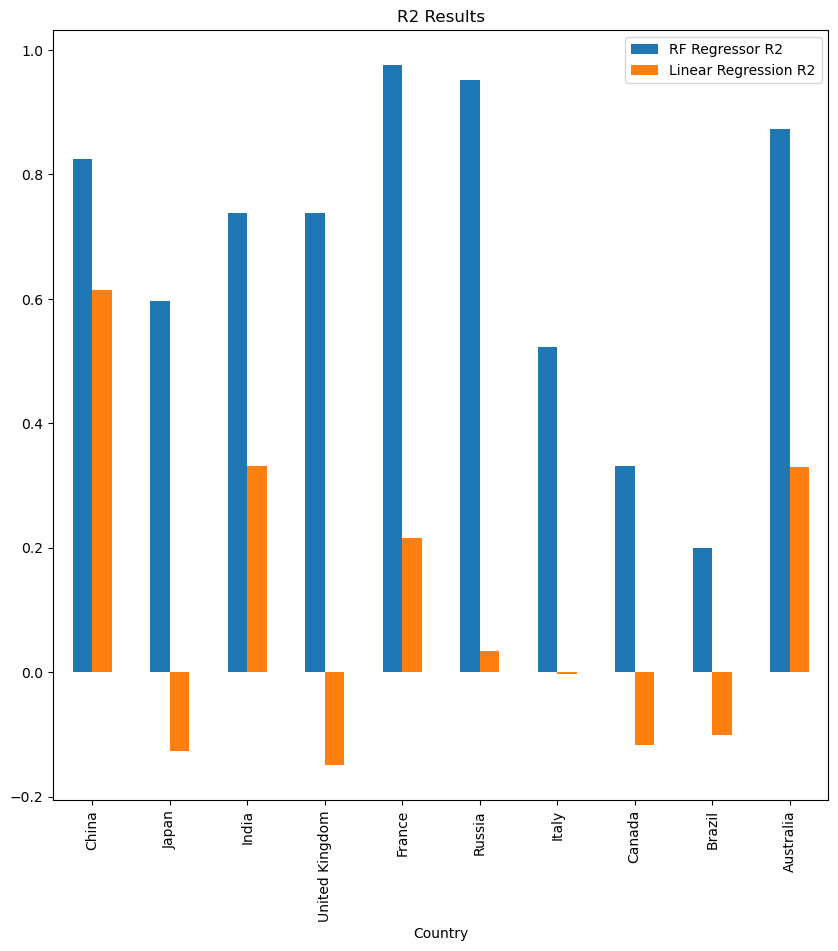 R2 Results
RF Regressor R2
Linear Regression R2
1.0
0.8
0.6
0.4
0.2
0.0
−0.2
China
Japan
India
United Kingdom
France
Russia
Italy
Canada
Brazil
Australia
Country